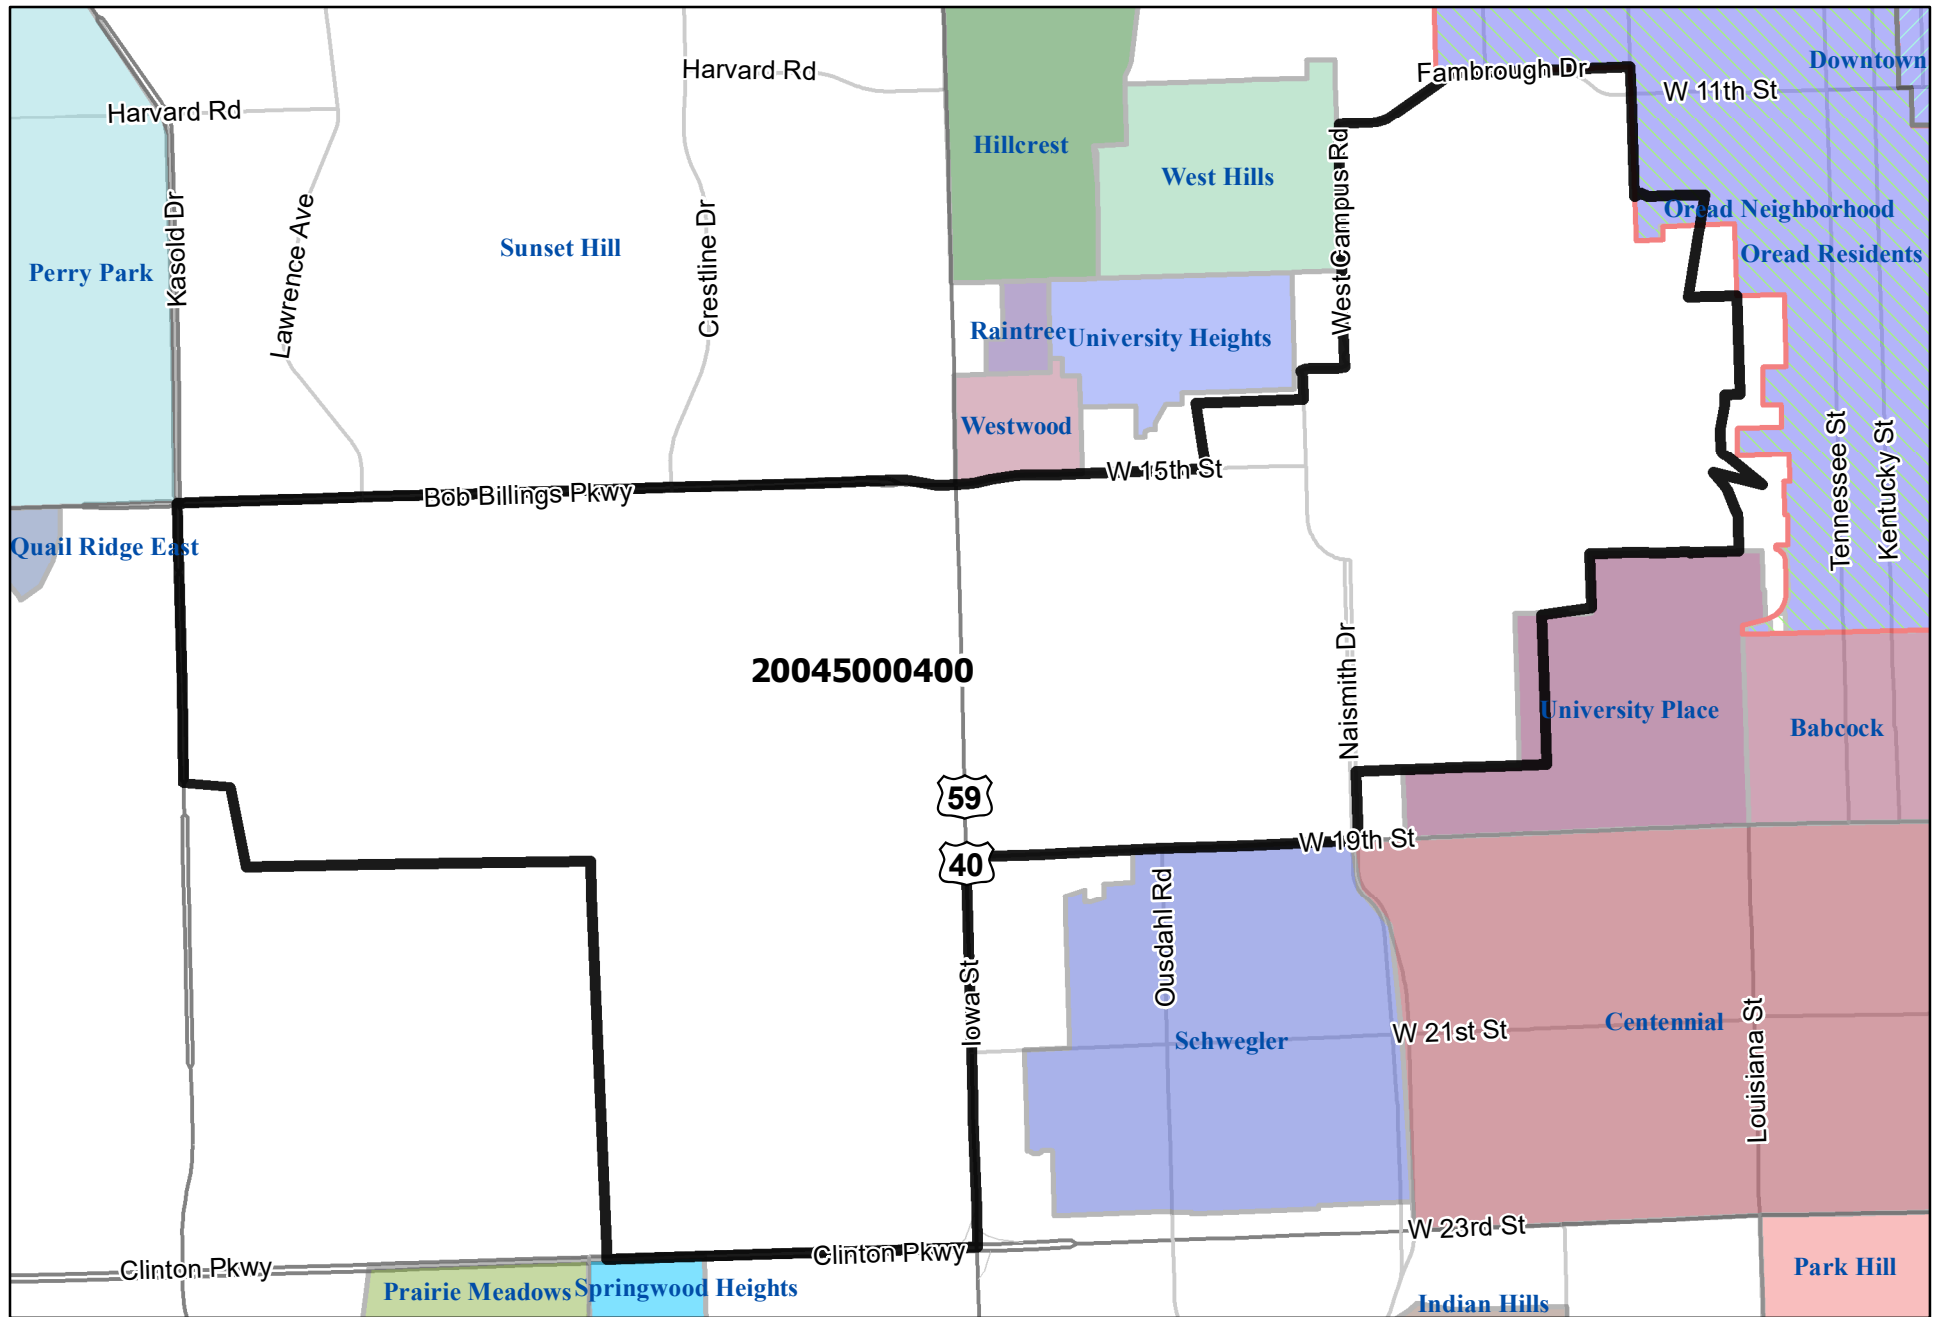 Downtown
Harvard Rd
Fambrough Dr
W 11th St
Harvard Rd
Hillcrest
West Hills
West Campus Rd
Kasold Dr
Lawrence Ave
Crestline Dr
Sunset Hill
Oread Neighborhood
Oread Residents
Perry Park
Raintree
University Heights
Westwood
Tennessee St
Kentucky St
W 15th St
Bob Billings Pkwy
Quail Ridge East
20045000400
Naismith Dr
University Place
Babcock
59
W 19th St
40
Ousdahl Rd
Iowa St
Centennial
W 21st St
Schwegler
Louisiana St
W 23rd St
Clinton Pkwy
Clinton Pkwy
Park Hill
Prairie Meadows
Springwood Heights
Indian Hills